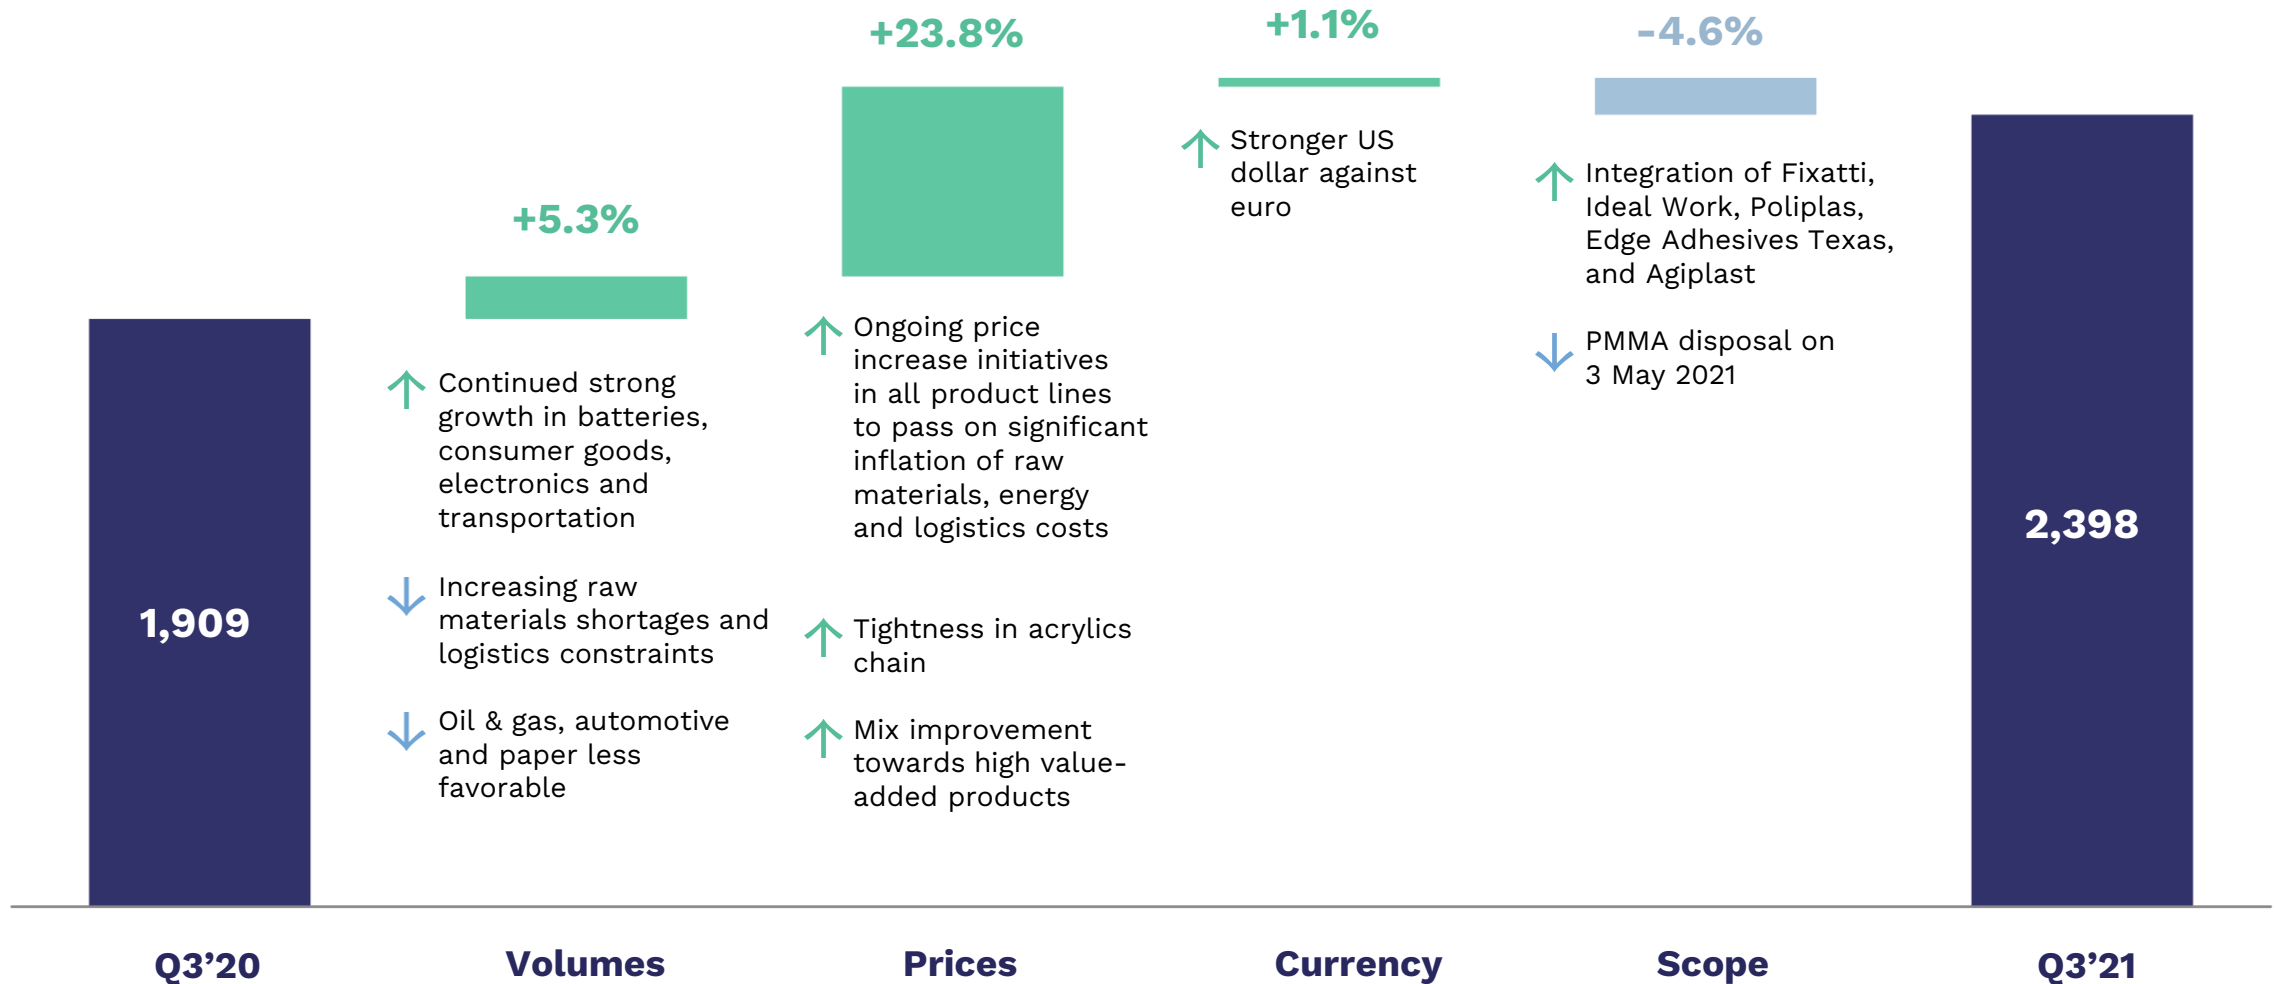 +5.3%
+23.8%
+1.1%
-4.6%
1,909
Continued strong
growth in batteries,
consumer goods,
electronics and
transportation
Increasing raw
materials shortages and
logistics constraints
Oil & gas, automotive
and paper less
favorable
Ongoing price
increase initiatives
in all product lines
to pass on significant
inflation of raw
materials, energy
and logistics costs
Tightness in acrylics
chain
Mix improvement
towards high value-
added products
Stronger US
dollar against
euro
Integration of Fixatti,
Ideal Work, Poliplas,
Edge Adhesives Texas,
and Agiplast
PMMA disposal on
3 May 2021
2,398
Q3’20
Volumes
Prices
Currency
Scope
Q3’21